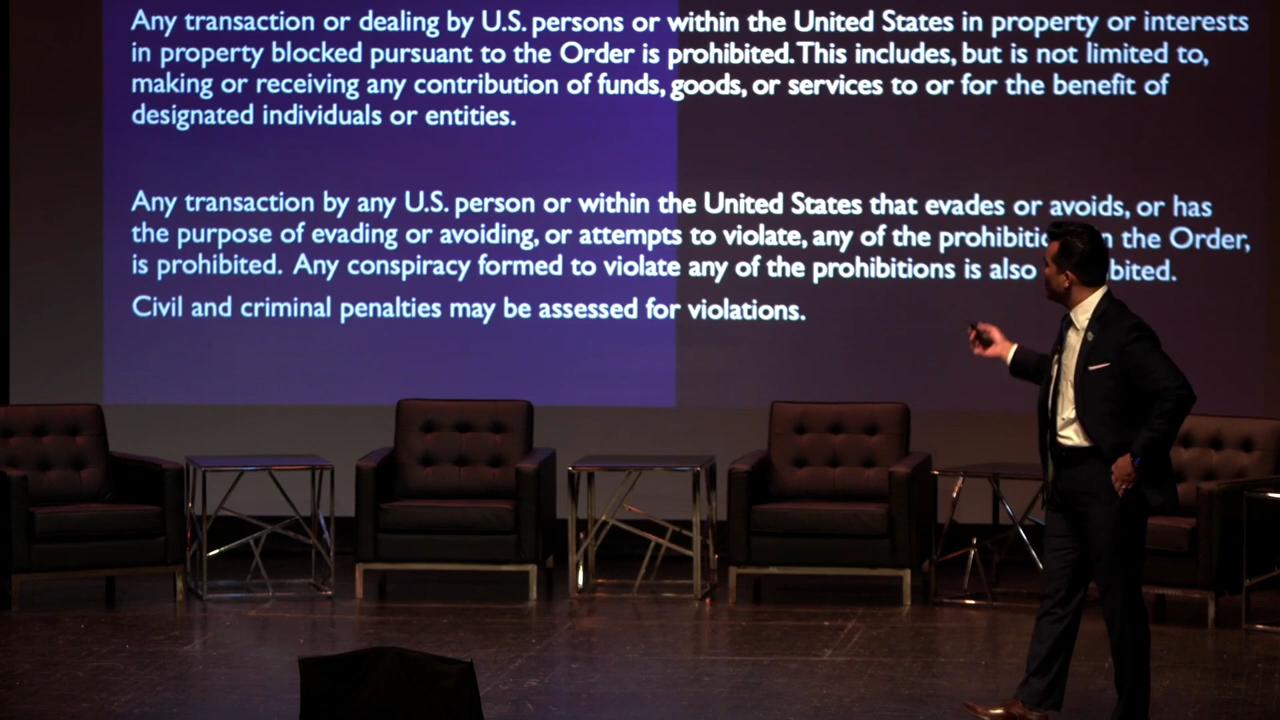 Any transaction or dealing by U.S. persons or within the United States in property or interests
in property blocked pursuant to the Order is prohibited. This includes, but is not limited to,
making or receiving any contribution of funds, goods, or services to or for the benefit of
designated individuals or entities.
Any transaction by any U.S. person or within the United States that evades or avoids, or has
the purpose of evading or avoiding, or attempts to violate, any of the the Order,
is prohibited. Any conspiracy formed to violate any of the prohibitions is also
Civil and criminal penalties may be assessed for violations.